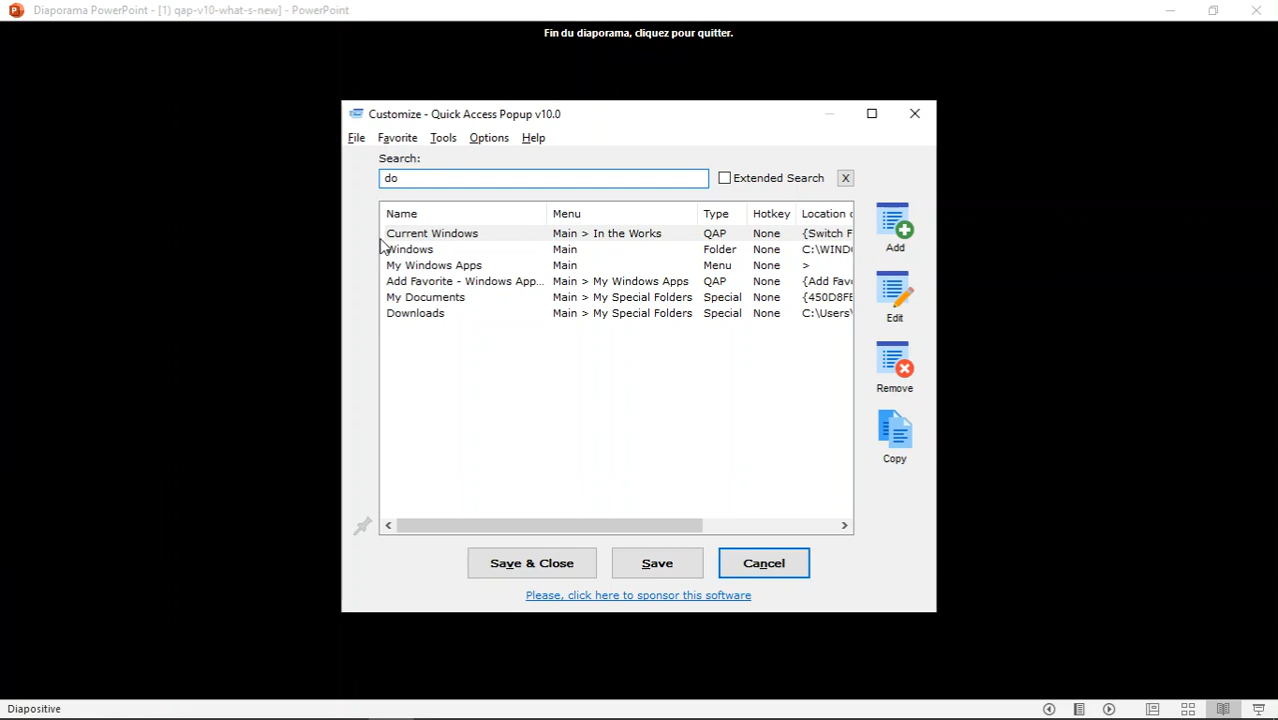 Diaporama PowerPoint - [1) qap-v10-what-s-new] - PowerPoint
Fin du diaporama, cliquez pour quitter.
Customize - Quick Access Popup v10.0
File Favorite Tools Options Help
Search:
do Extended Search X
Name Menu Type Hotkey Location
Current Windows Main > In the Works QAP None {Switch F
Windows Main Folder None C:\WIND
My Windows Apps Main Menu None >
Add Favorite - Windows App... Main > My Windows Apps QAP None {Add Fav
My Documents Main > My Special Folders Special None {450D8FE
Downloads Main > My Special Folders Special None C:\Users\
Add
Edit
Remove
Copy
Save & Close Save Cancel
Please, click here to sponsor this software
Diapositive